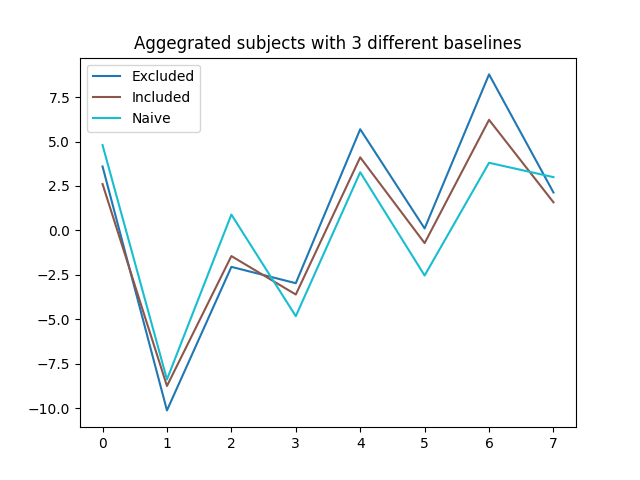 Aggegrated subjects with 3 different baselines
Excluded
Included
Naive
7.5
5.0
2.5
0.0
−2.5
−5.0
−7.5
−10.0
0 1 2 3 4 5 6 7